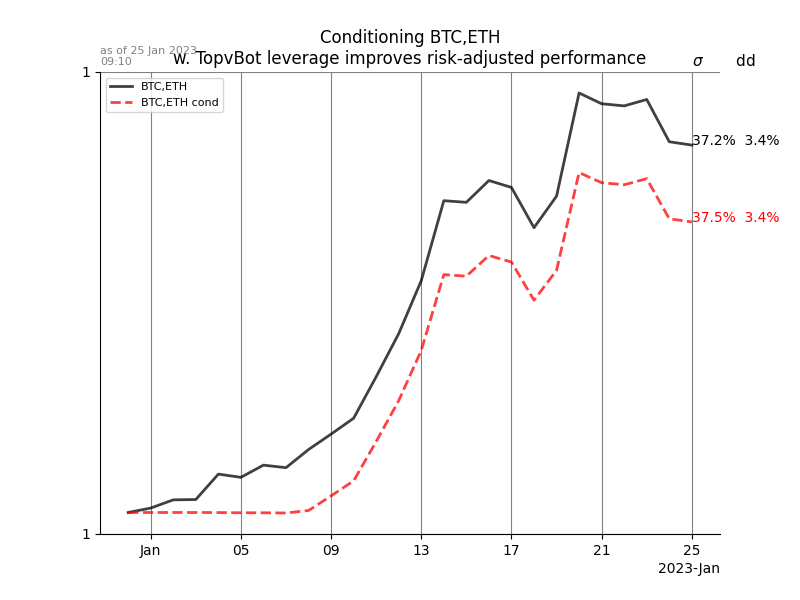 Conditioning BTC,ETH
as of 25 Jan 2023
09:10
w. TopvBot leverage improves risk-adjusted performance
σ dd
1
BTC,ETH
BTC,ETH cond
37.2% 3.4%
37.5% 3.4%
1
Jan 05 09 13 17 21 25
2023-Jan